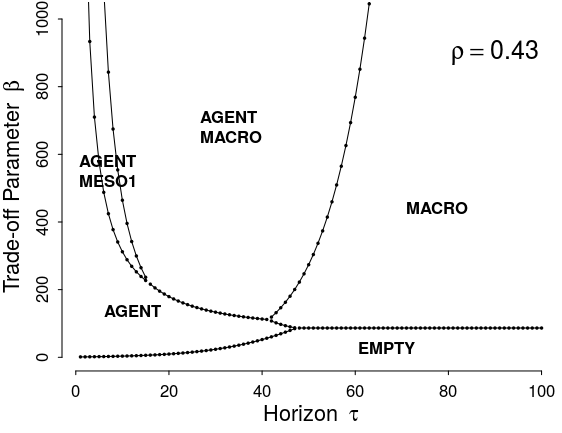 ρ = 0.43
AGENT
MACRO
AGENT
MESO1
MACRO
AGENT
EMPTY
Trade-off Parameter β
0
200
400
600
800
1000
0
20
40
60
80
100
Horizon τ